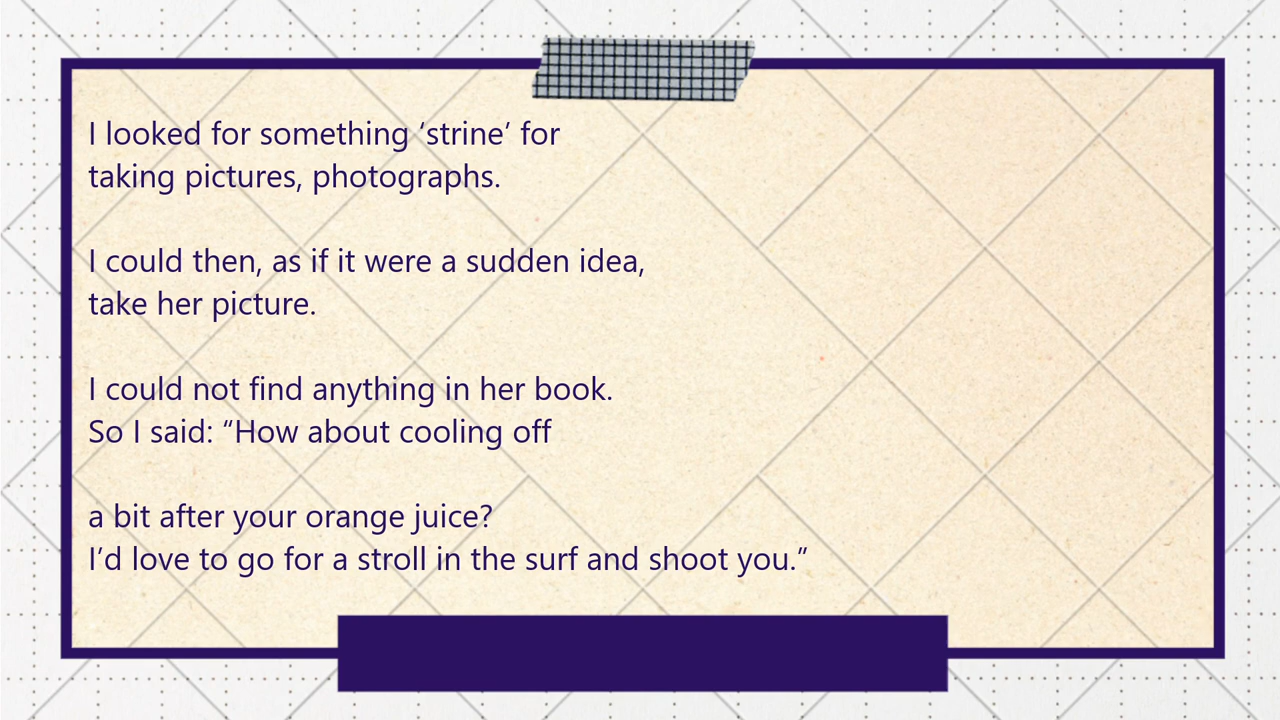 I looked for something ‘strine’ for
taking pictures, photographs.
I could then, as if it were a sudden idea,
take her picture.
I could not find anything in her book.
So I said: “How about cooling off
a bit after your orange juice?
I’d love to go for a stroll in the surf and shoot you.”